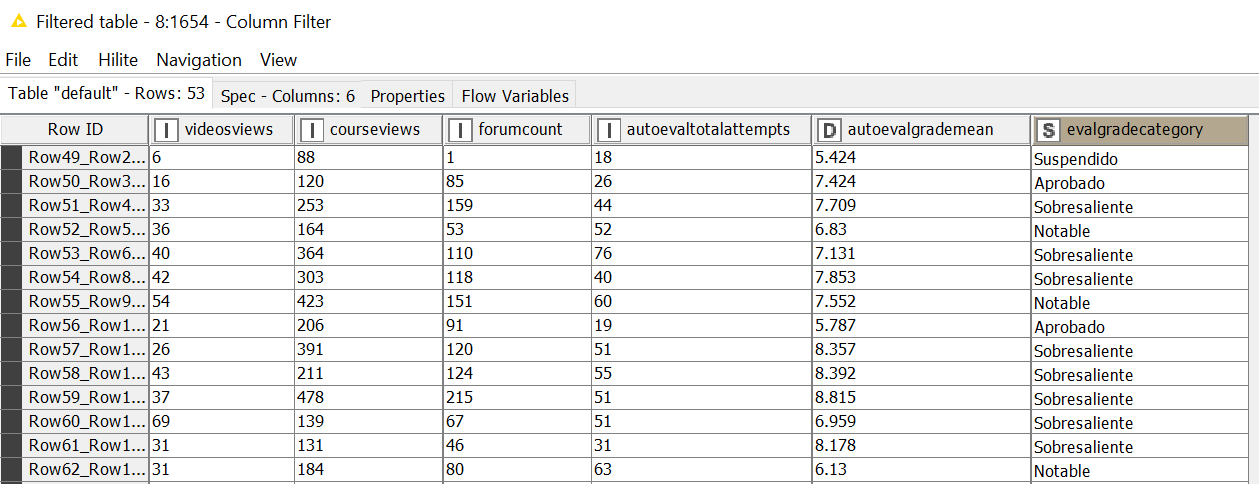 Filtered table - 8:1654 - Column Filter
File Edit Hilite Navigation View
Table "default" - Rows: 53 Spec - Columns: 6 Properties Flow Variables
Row ID I videosviews I courseviews I forumcount I autoevaltotalattempts D autoevalgrademean S evalgradecategory
Row49_Row2... 6 88 1 18 5.424 Suspendido
Row50_Row3... 16 120 85 26 7.424 Aprobado
Row51_Row4... 33 253 159 44 7.709 Sobresaliente
Row52_Row5... 36 164 53 52 6.83 Notable
Row53_Row6... 40 364 110 76 7.131 Sobresaliente
Row54_Row8... 42 303 118 40 7.853 Sobresaliente
Row55_Row9... 54 423 151 60 7.552 Notable
Row56_Row1... 21 206 91 19 5.787 Aprobado
Row57_Row1... 26 391 120 51 8.357 Sobresaliente
Row58_Row1... 43 211 124 55 8.392 Sobresaliente
Row59_Row1... 37 478 215 51 8.815 Sobresaliente
Row60_Row1... 69 139 67 51 6.959 Sobresaliente
Row61_Row1... 31 131 46 31 8.178 Sobresaliente
Row62_Row1... 31 184 80 63 6.13 Notable